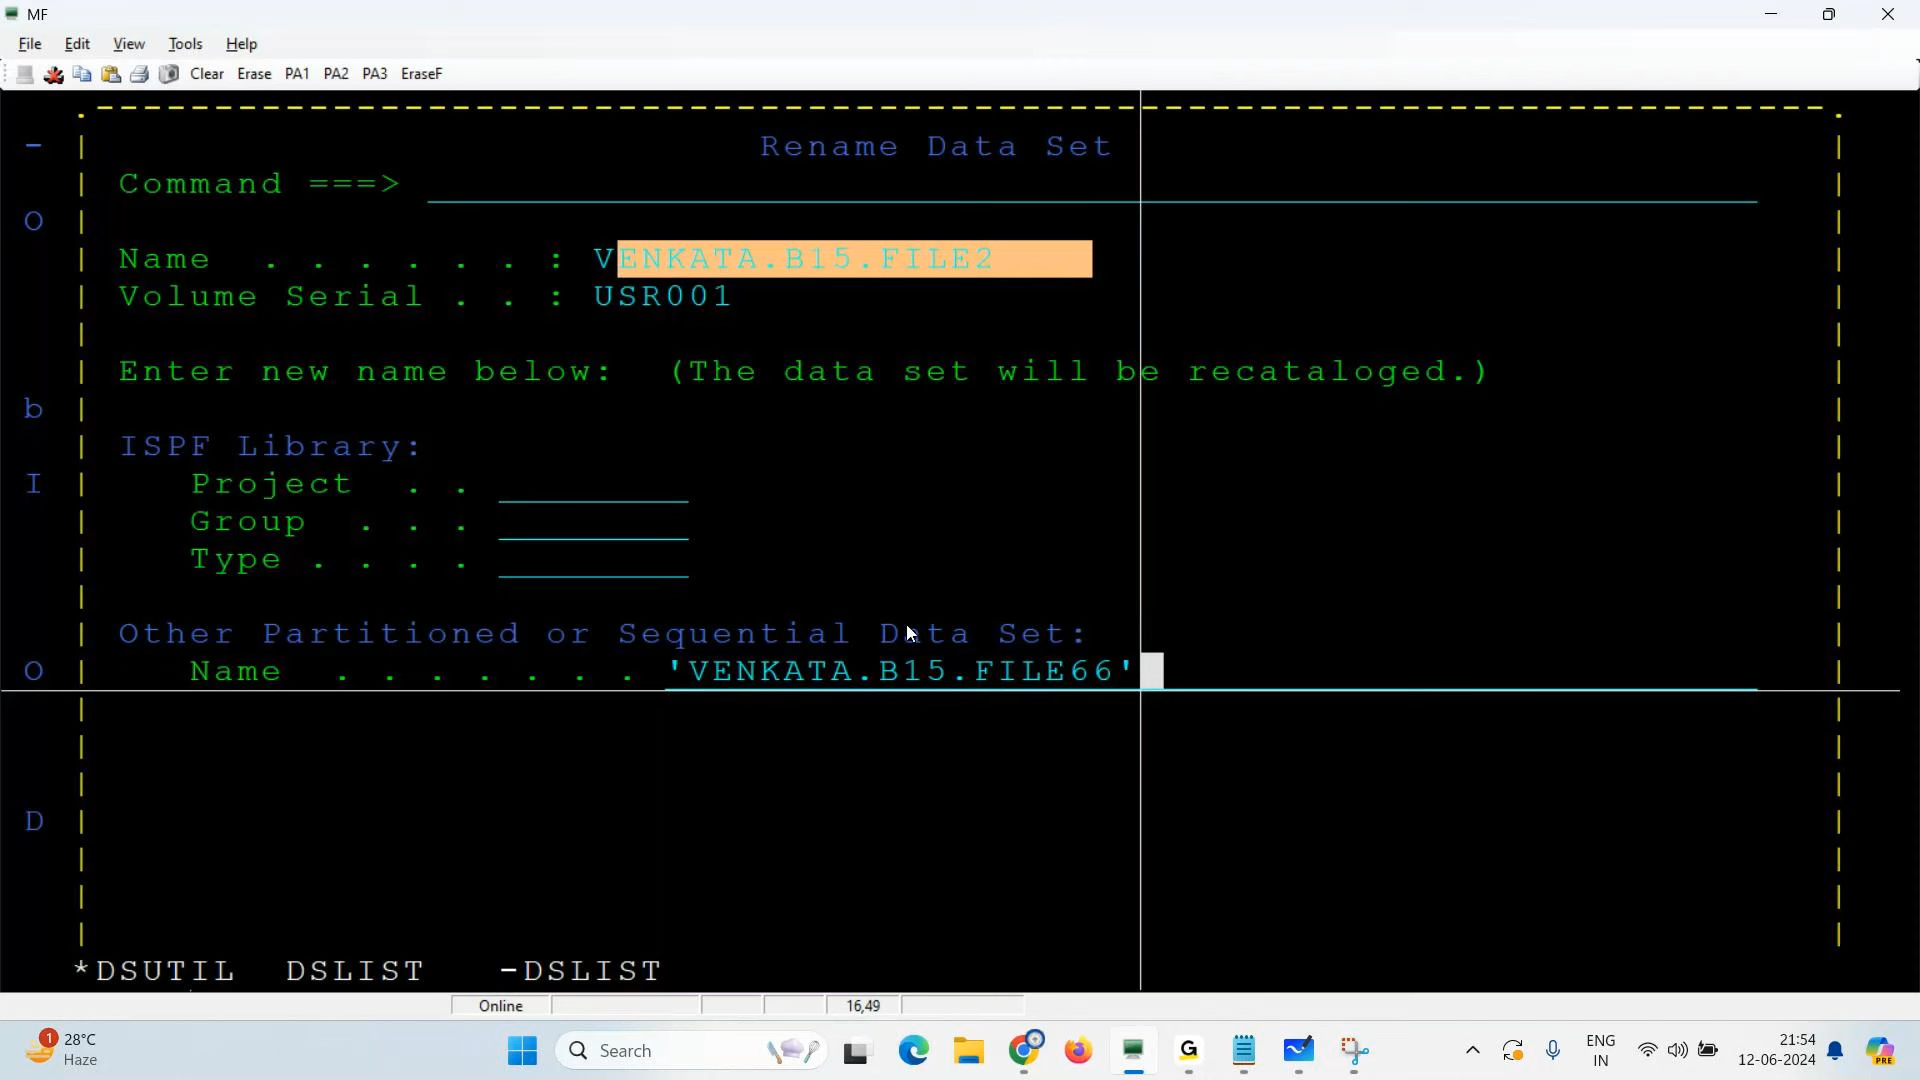 MF
File Edit View Tools Help
Clear Erase PA1 PA2 PA3 EraseF
Rename Data Set
Command ===>
O
Name . . . . . . : VENKATA.B15.FILE2
Volume Serial . . : USR001
Enter new name below: (The data set will be recataloged.)
b
ISPF Library:
I Project . .
Group . . .
Type . . . .
Other Partitioned or Sequential Data Set:
O Name . . . . . . . 'VENKATA.B15.FILE66'
D
*DSUTIL DSLIST -DSLIST
Online 16,49
1 28°C
Haze
Search
G
ENG
IN
21:54
12-06-2024
PRE